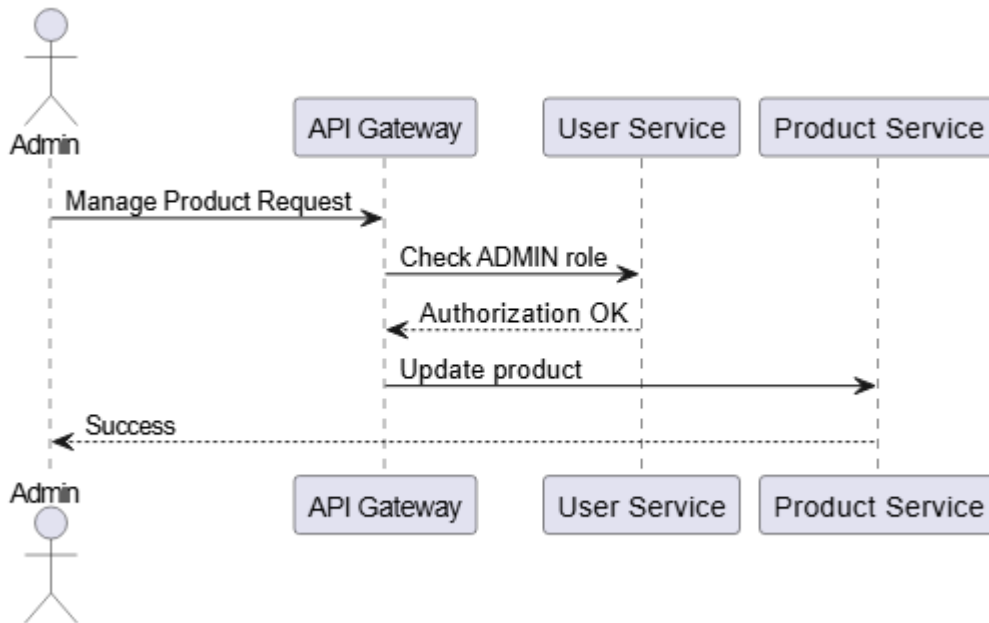 Admin
API Gateway
User Service
Product Service
Manage Product Request
Check ADMIN role
Authorization OK
Update product
Success
Admin
API Gateway
User Service
Product Service